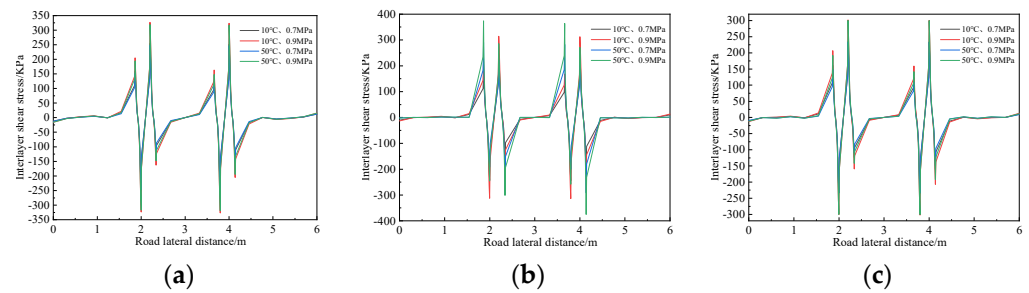 350
300
250
200
150
100
50
0
-50
-100
-150
-200
-250
-300
-350
Interlayer shear stress/KPa
10℃、0.7MPa
10℃、0.9MPa
50℃、0.7MPa
50℃、0.9MPa
0 1 2 3 4 5 6
Road lateral distance/m
(a)
400
300
200
100
0
-100
-200
-300
-400
Interlayer shear stress/KPa
10℃、0.7MPa
10℃、0.9MPa
50℃、0.7MPa
50℃、0.9MPa
0 1 2 3 4 5 6
Road lateral distance/m
(b)
300
250
200
150
100
50
0
-50
-100
-150
-200
-250
-300
Interlayer shear stress/KPa
10℃、0.7MPa
10℃、0.9MPa
50℃、0.7MPa
50℃、0.9MPa
0 1 2 3 4 5 6
Road lateral distance/m
(c)